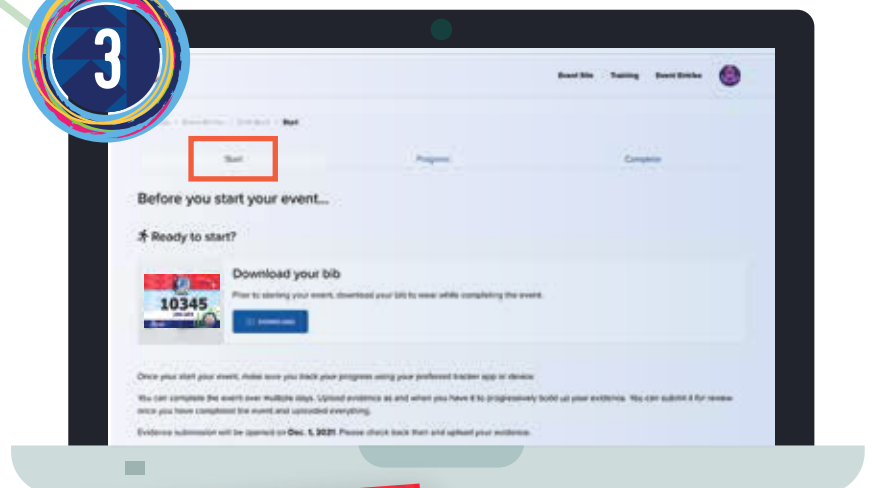 3
Event Site Training Event Entries
Start
Start Progress Complete
Before you start your event...
Ready to start?
Download your bib
Prior to starting your event, download your bib to wear while completing the event.
10345
DOWNLOAD
Once your start your event, make sure you track your progress using your preferred tracker app or device.
You can complete the event over multiple days. Upload evidence as and when you have it to progressively build up your evidence. You can submit it for review
once you have completed the event and uploaded everything.
Evidence submission will be opened on Dec. 1, 2021. Please check back then and upload your evidence.